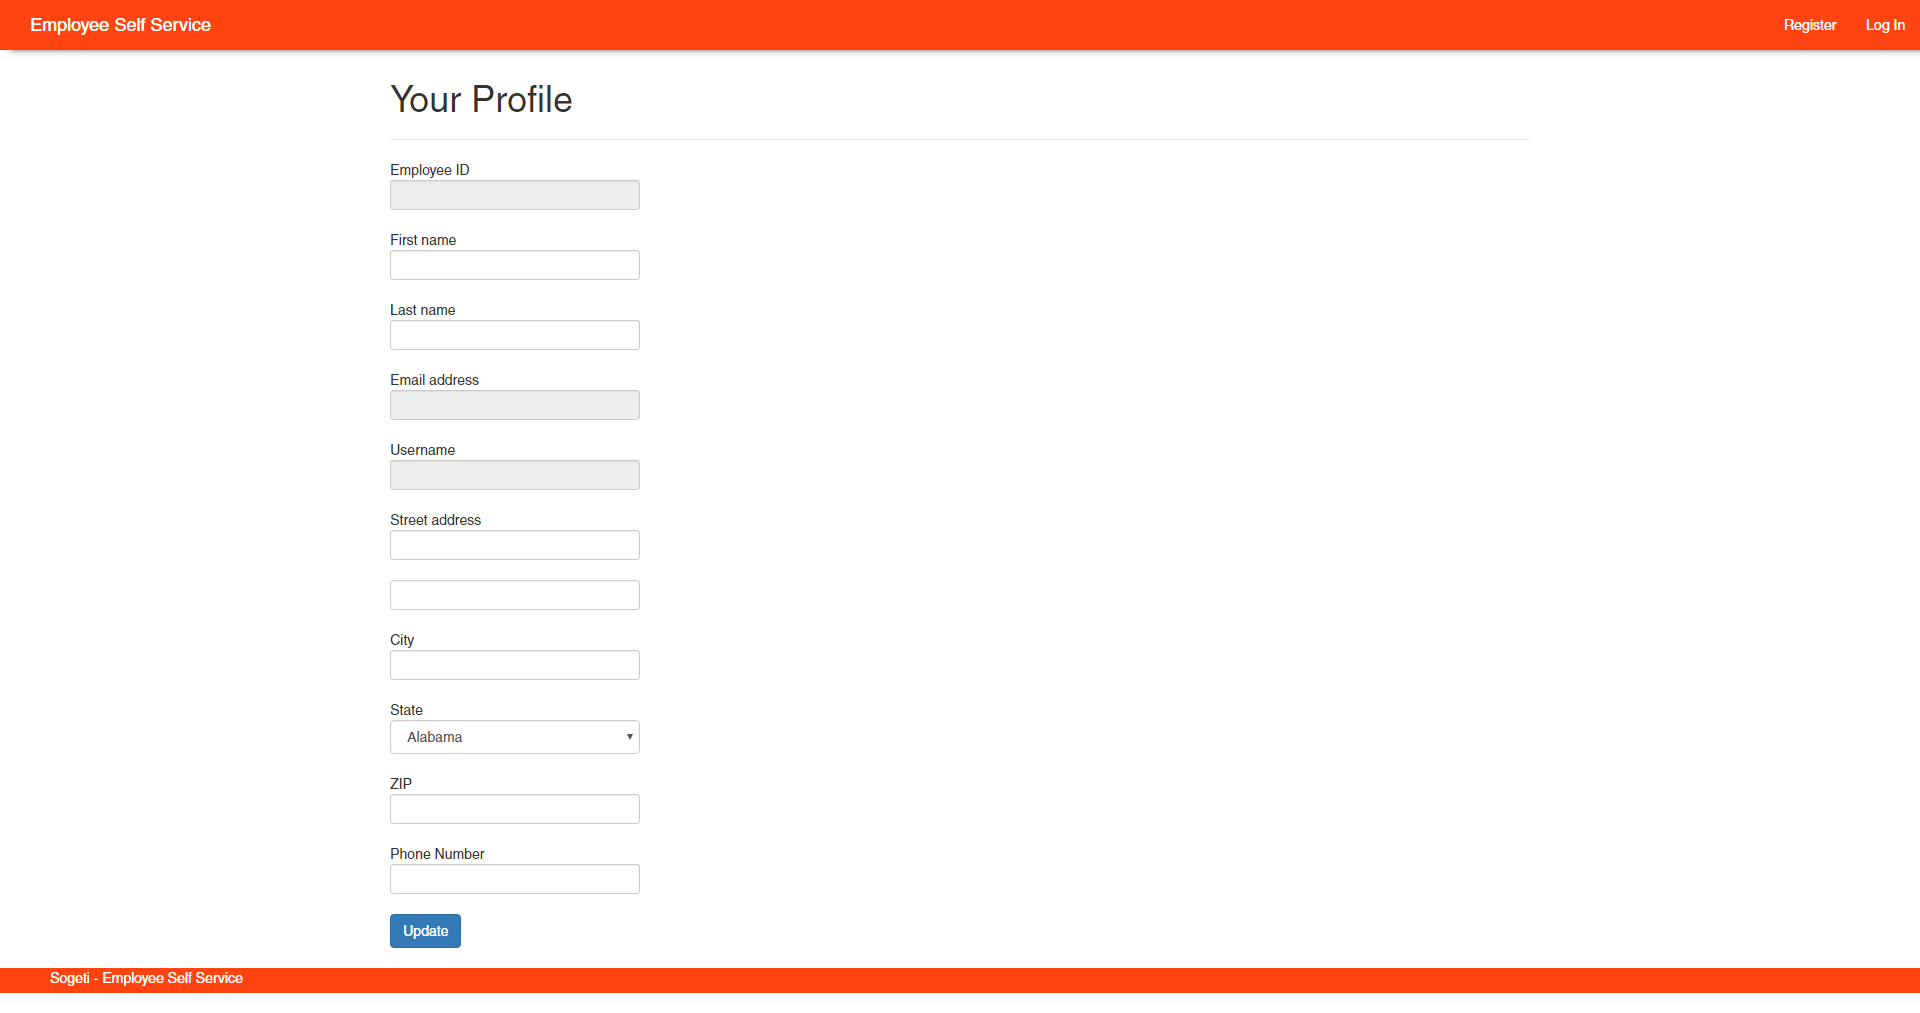 Employee Self Service
Register
Log In
Your Profile
Employee ID
First name
Last name
Email address
Username
Street address
City
State
Alabama
ZIP
Phone Number
Update
Sogeti - Employee Self Service